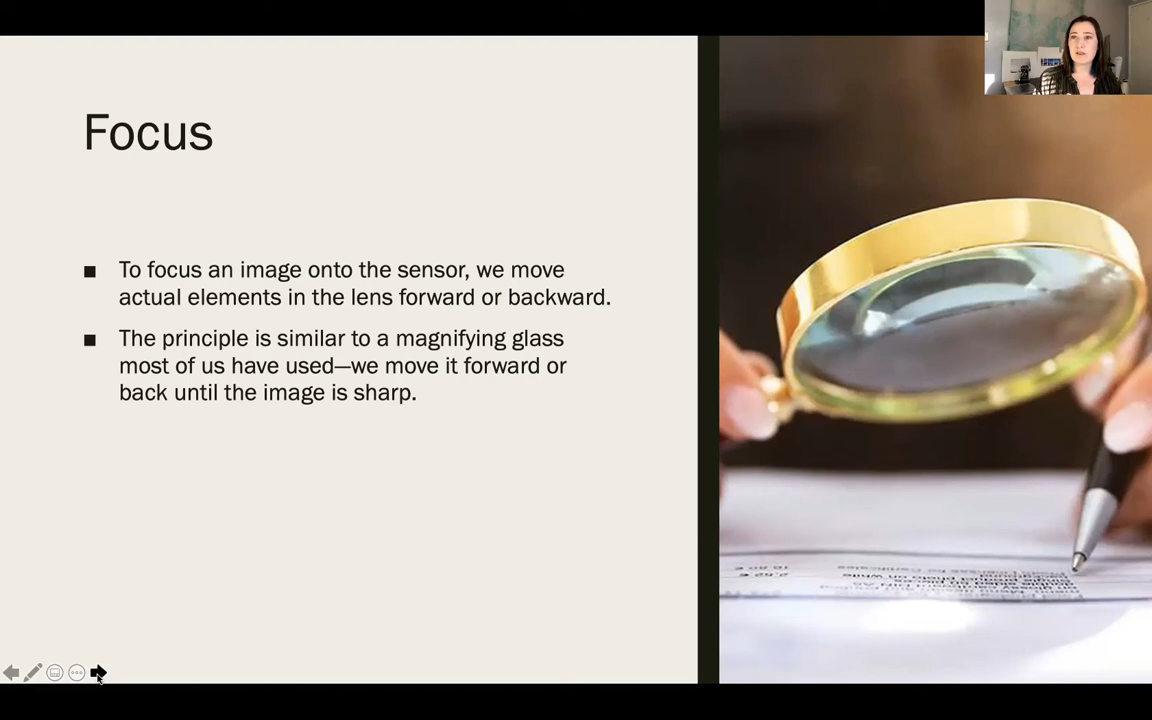 Focus
■ To focus an image onto the sensor, we move
actual elements in the lens forward or backward.
■ The principle is similar to a magnifying glass
most of us have used—we move it forward or
back until the image is sharp.